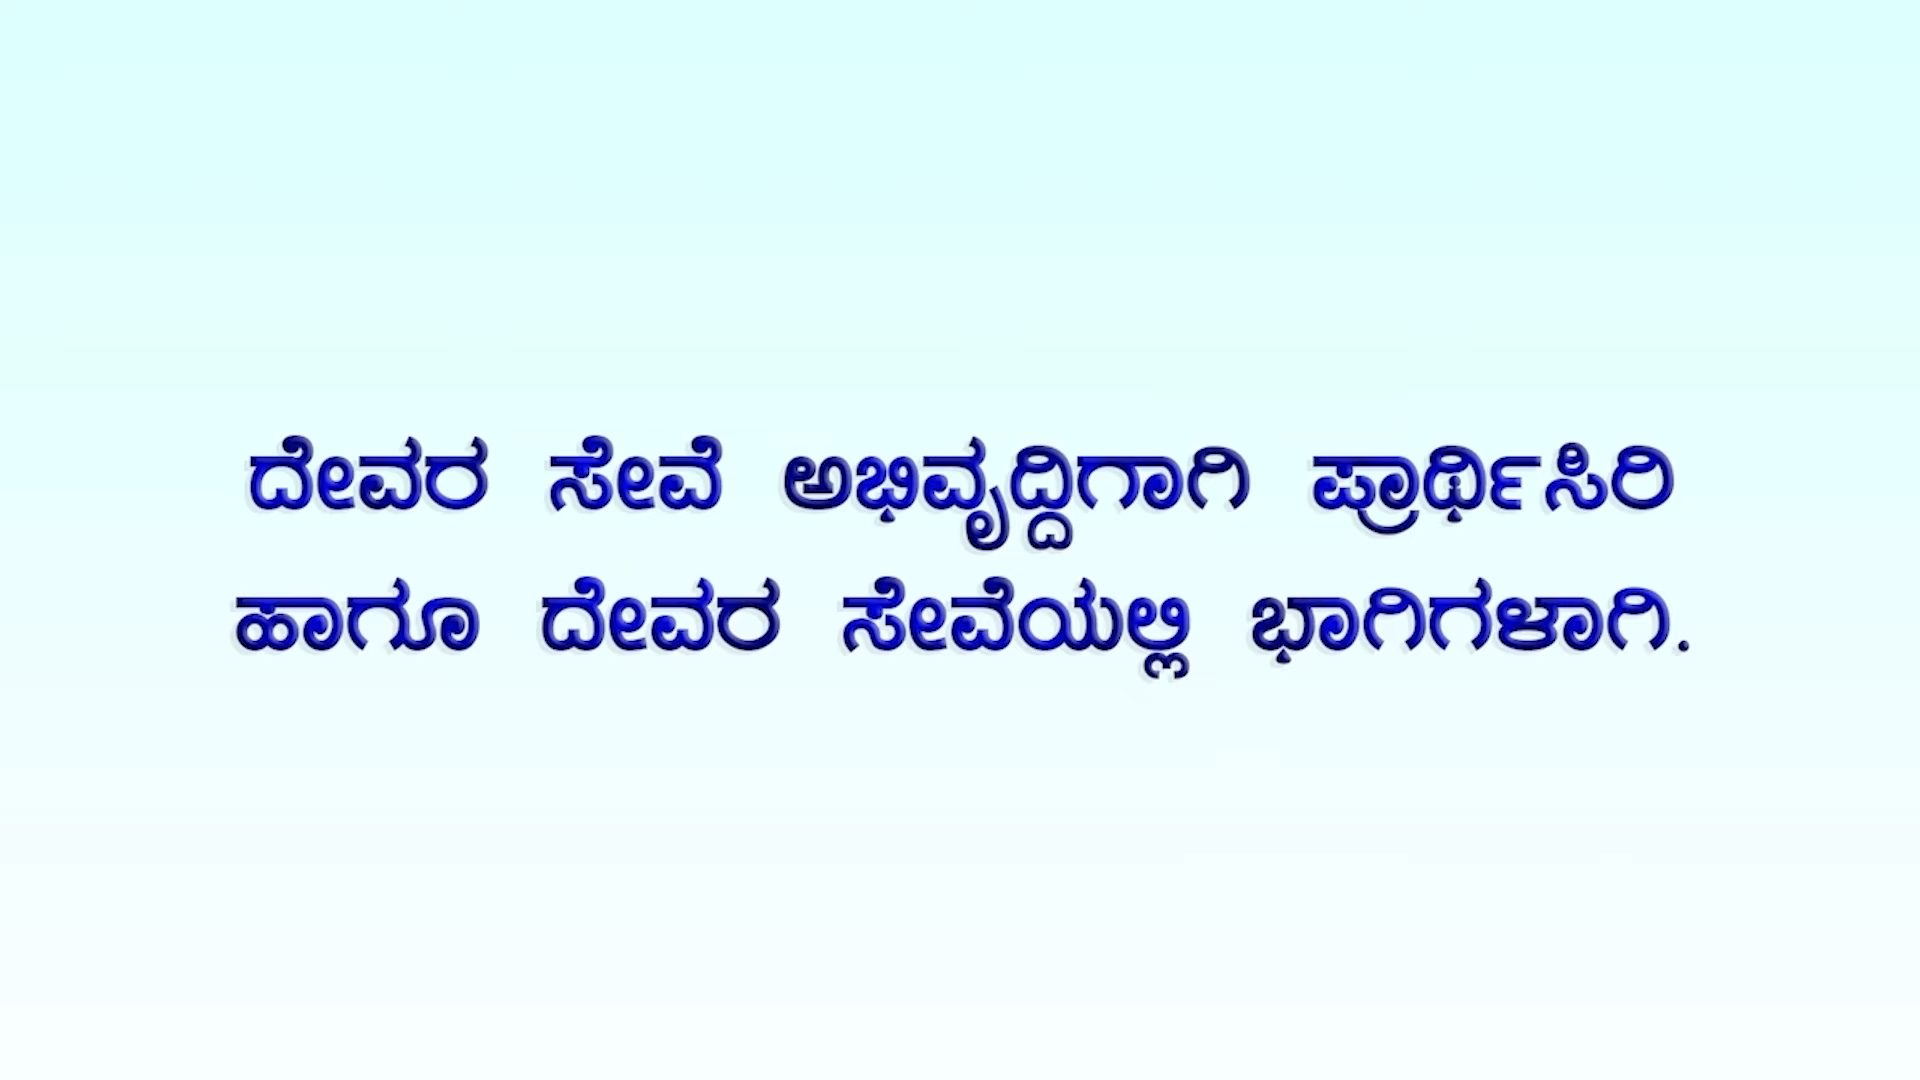 ದೇವರ ಸೇವೆ ಅಭಿವೃದ್ದಿಗಾಗಿ ಪ್ರಾರ್ಥಿಸಿರಿ
ಹಾಗೂ ದೇವರ ಸೇವೆಯಲ್ಲಿ ಭಾಗಿಗಳಾಗಿ.